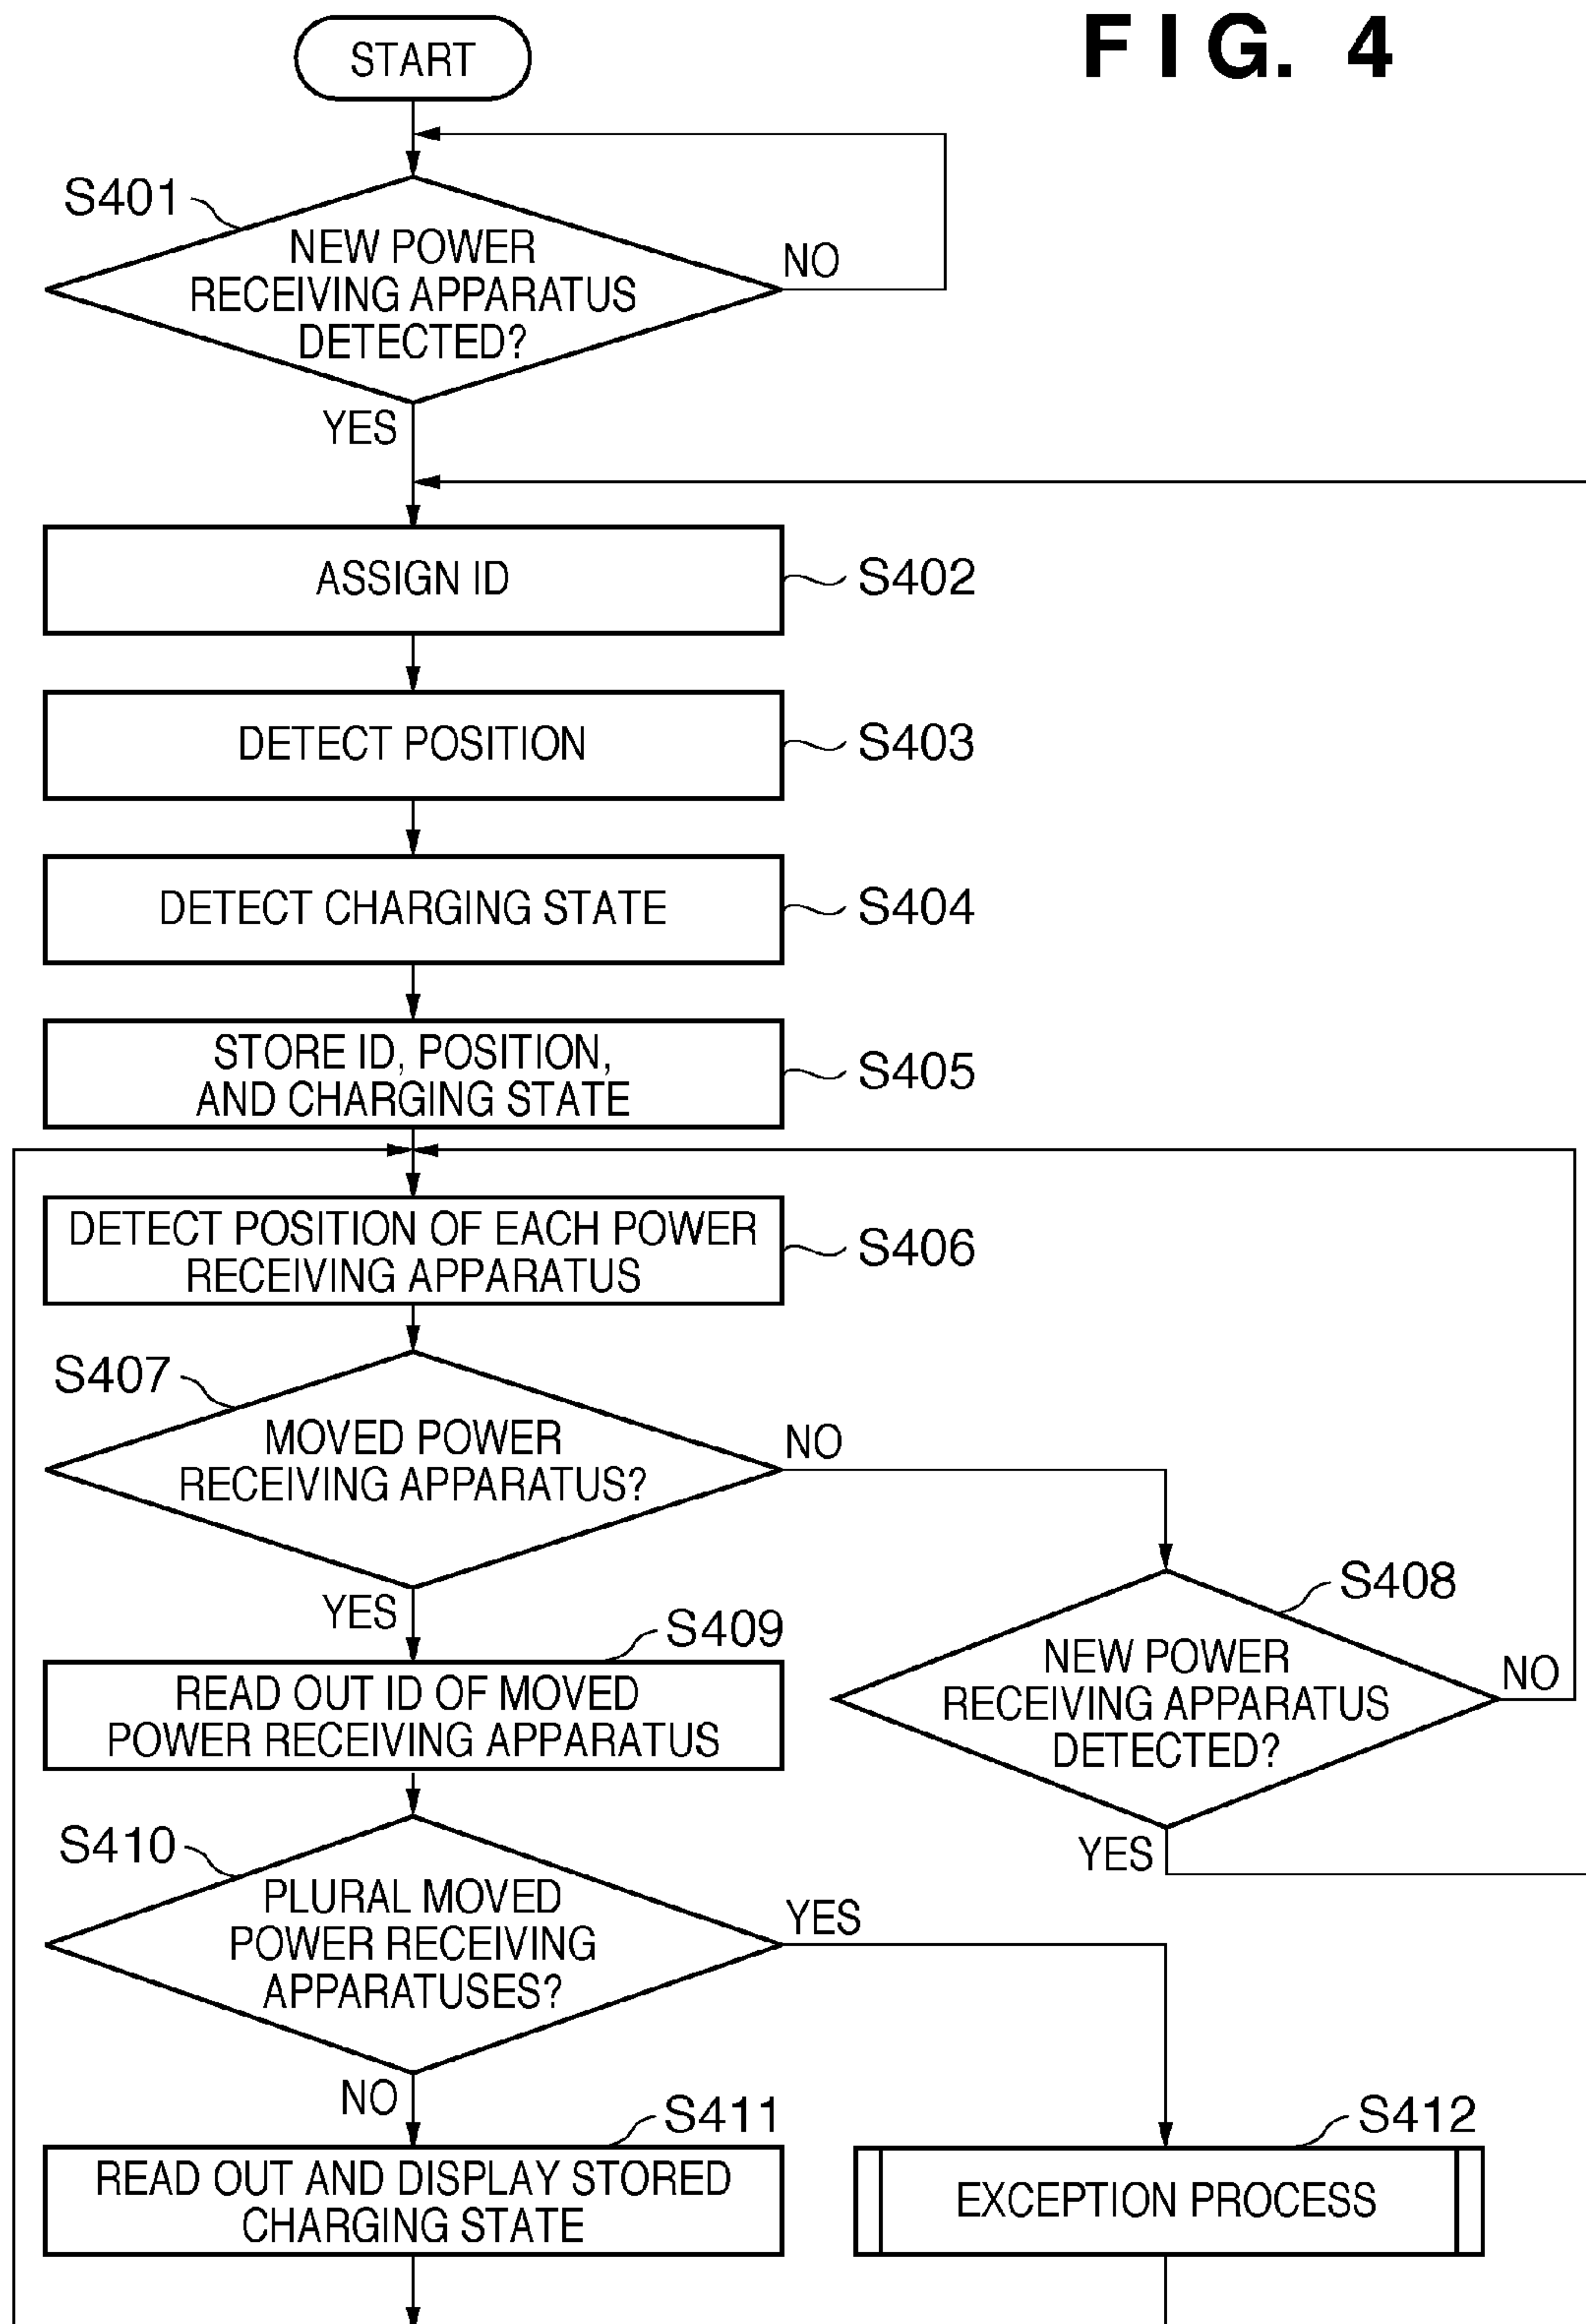 FIG. 4
START
S401
NEW POWER
RECEIVING APPARATUS
DETECTED?
NO
YES
ASSIGN ID
S402
DETECT POSITION
S403
DETECT CHARGING STATE
S404
STORE ID, POSITION,
AND CHARGING STATE
S405
DETECT POSITION OF EACH POWER
RECEIVING APPARATUS
S406
S407
MOVED POWER
RECEIVING APPARATUS?
NO
YES
S408
NEW POWER
RECEIVING APPARATUS
DETECTED?
NO
YES
S409
READ OUT ID OF MOVED
POWER RECEIVING APPARATUS
S410
PLURAL MOVED
POWER RECEIVING
APPARATUSES?
YES
NO
S411
READ OUT AND DISPLAY STORED
CHARGING STATE
S412
EXCEPTION PROCESS